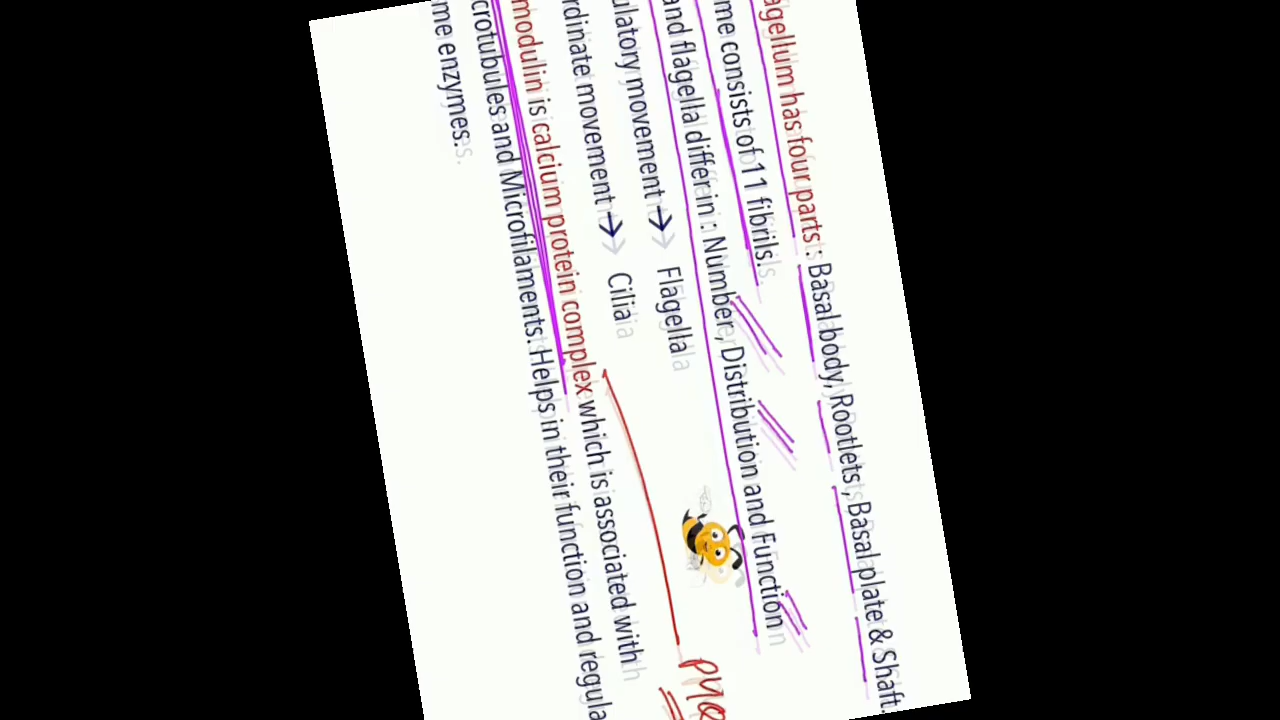 agellum has four parts : Basal body, Rootlets , Basal plate & Shaft.
me consists of 11 fibrils.
and flagella differ in : Number, Distribution and Function
ulatory movement → Flagella
rdinate movement → Cilia
modulin is calcium protein complex which is associated with
crotubules and Microfilaments. Helps in their function and regula
me enzymes.
PYQ